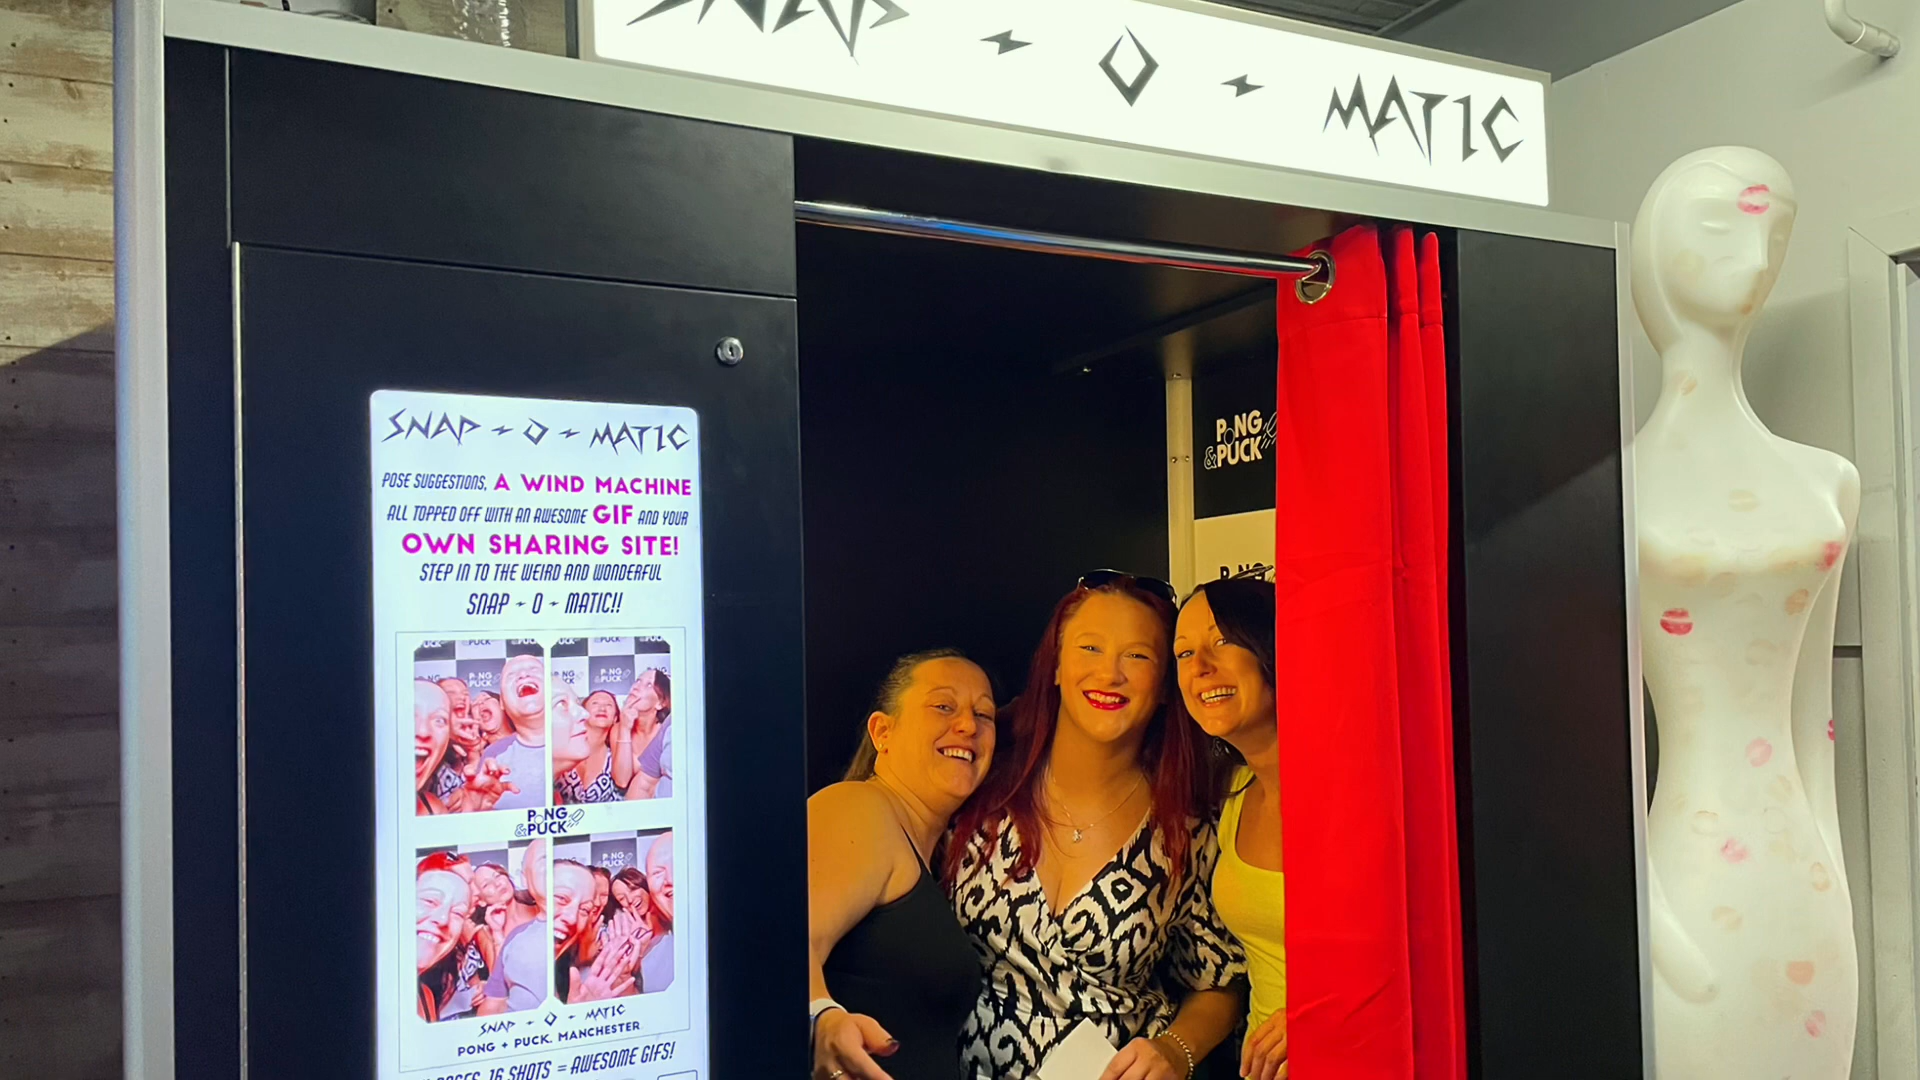 SNAP - O - MATIC
SNAP - O - MATIC
POSE SUGGESTIONS, A WIND MACHINE
ALL TOPPED OFF WITH AN AWESOME GIF AND YOUR
OWN SHARING SITE!
STEP IN TO THE WEIRD AND WONDERFUL
SNAP - O - MATIC!!
PONG
&PUCK
SNAP - O - MATIC
PONG + PUCK. MANCHESTER
16 SHOTS = AWESOME GIFS!
PONG
&PUCK
PONG